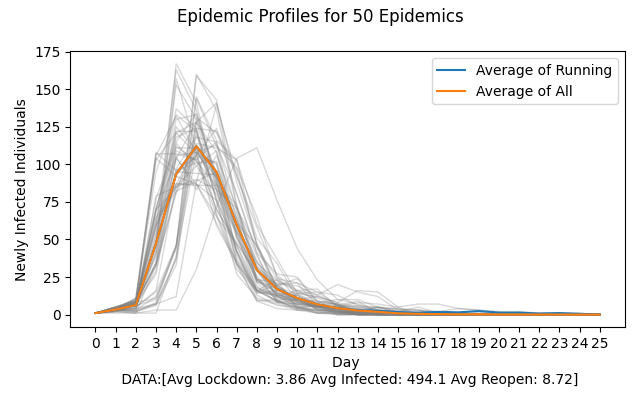 Epidemic Profiles for 50 Epidemics
175
150
125
100
75
50
25
0
Newly Infected Individuals
Average of Running
Average of All
0 1 2 3 4 5 6 7 8 9 10 11 12 13 14 15 16 17 18 19 20 21 22 23 24 25
Day
DATA:[Avg Lockdown: 3.86 Avg Infected: 494.1 Avg Reopen: 8.72]